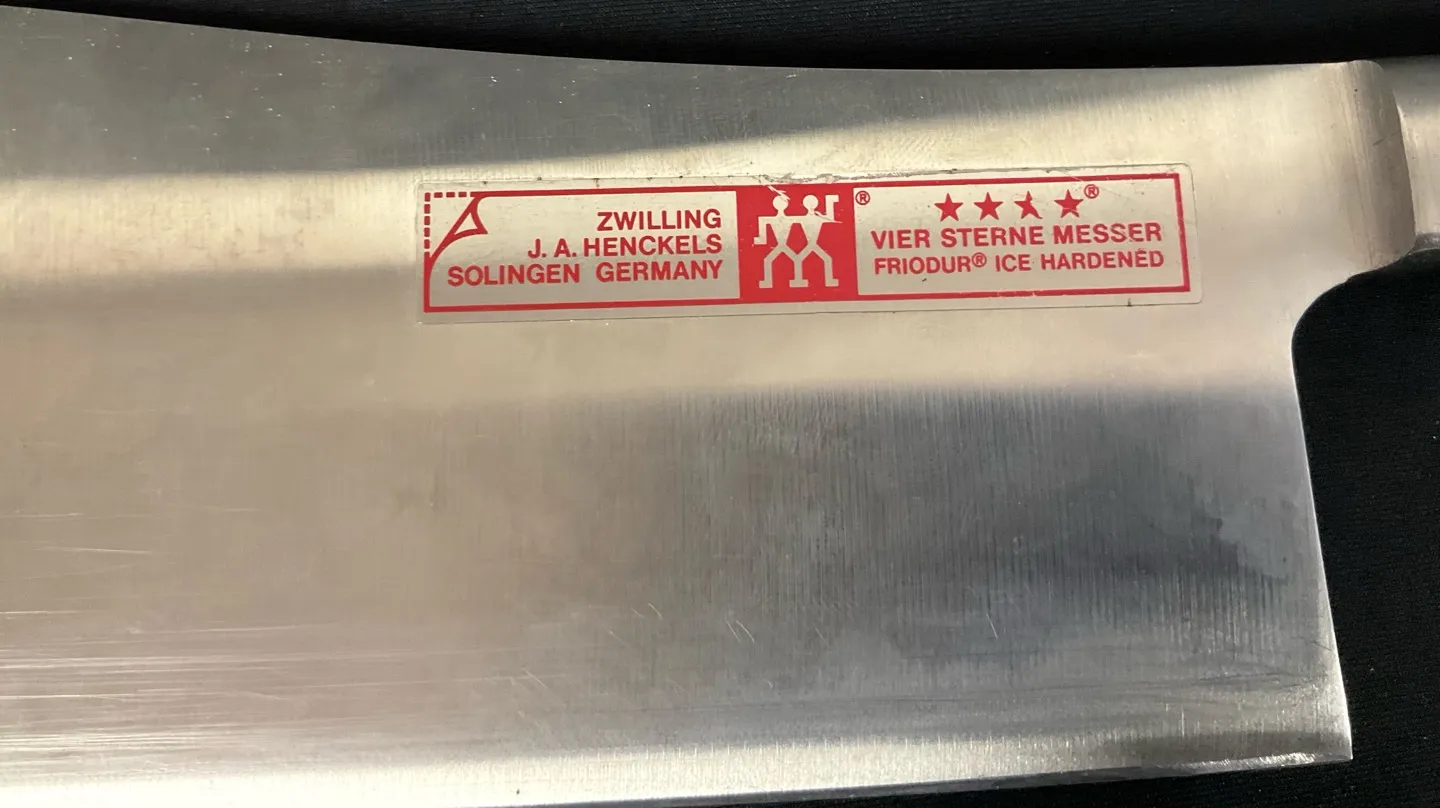 ZWILLING
J. A. HENCKELS
SOLINGEN GERMANY
®
★★★★®
VIER STERNE MESSER
FRIODUR® ICE HARDENED